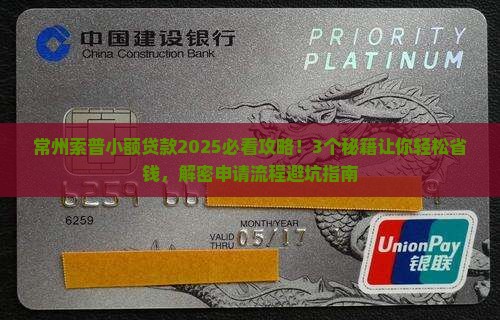 中国建设银行
China Construction Bank
PRIORITY
PLATINUM
常州索普小额贷款2025必看攻略！3个秘籍让你轻松省
钱，解密申请流程避坑指南
6259
6259
MONTH/YEAR
VALID
THRU
05/17
UnionPay
银联